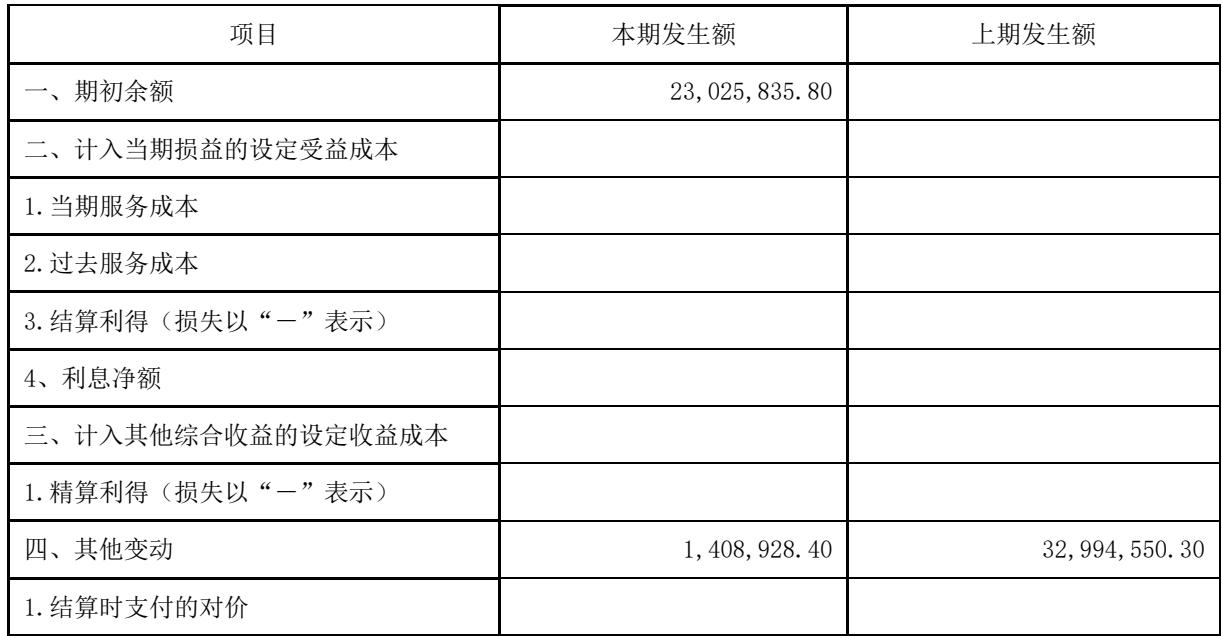 项目 本期发生额 上期发生额
一、期初余额 23,025,835.80
二、计入当期损益的设定受益成本
1.当期服务成本
2.过去服务成本
3.结算利得（损失以“－”表示）
4、利息净额
三、计入其他综合收益的设定收益成本
1.精算利得（损失以“－”表示）
四、其他变动 1,408,928.40 32,994,550.30
1.结算时支付的对价